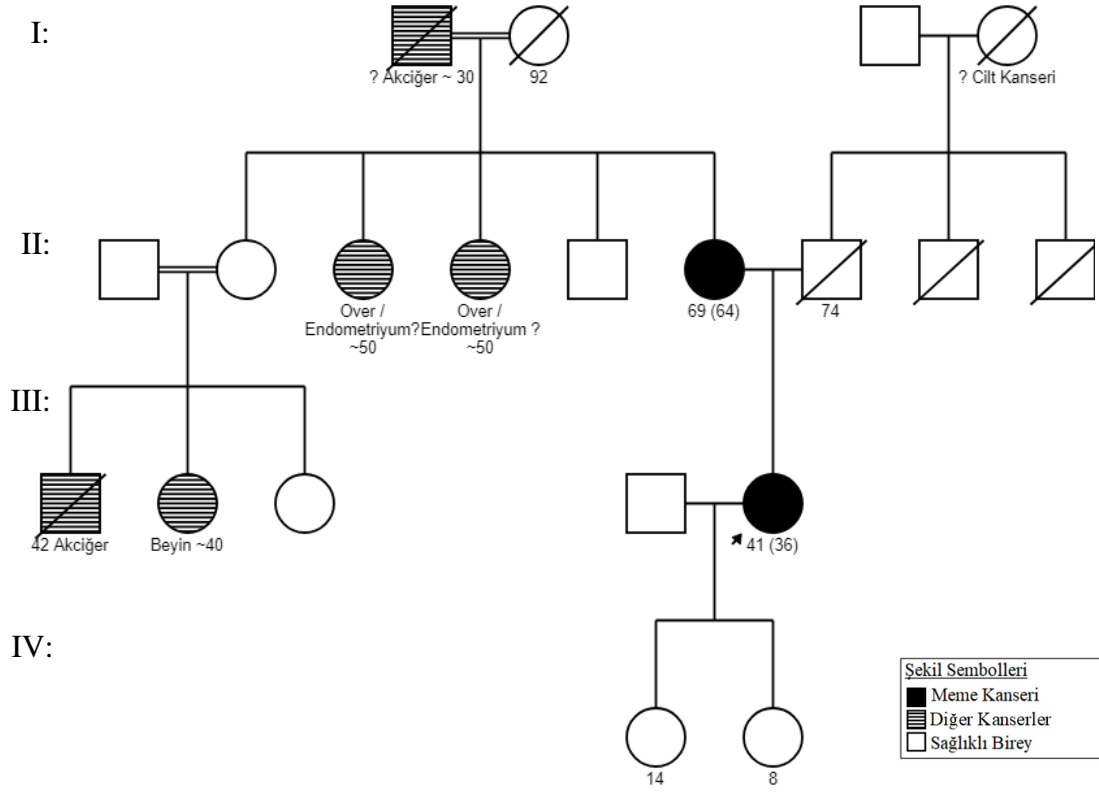 I:
? Akciğer ~ 30
92
? Cilt Kanseri
II:
Over /
Endometriyum?
~50
Over /
Endometriyum ?
~50
69 (64)
74
III:
42 Akciğer
Beyin ~40
41 (36)
IV:
14
8
Şekil Sembolleri
Meme Kanseri
Diğer Kanserler
Sağlıklı Birey